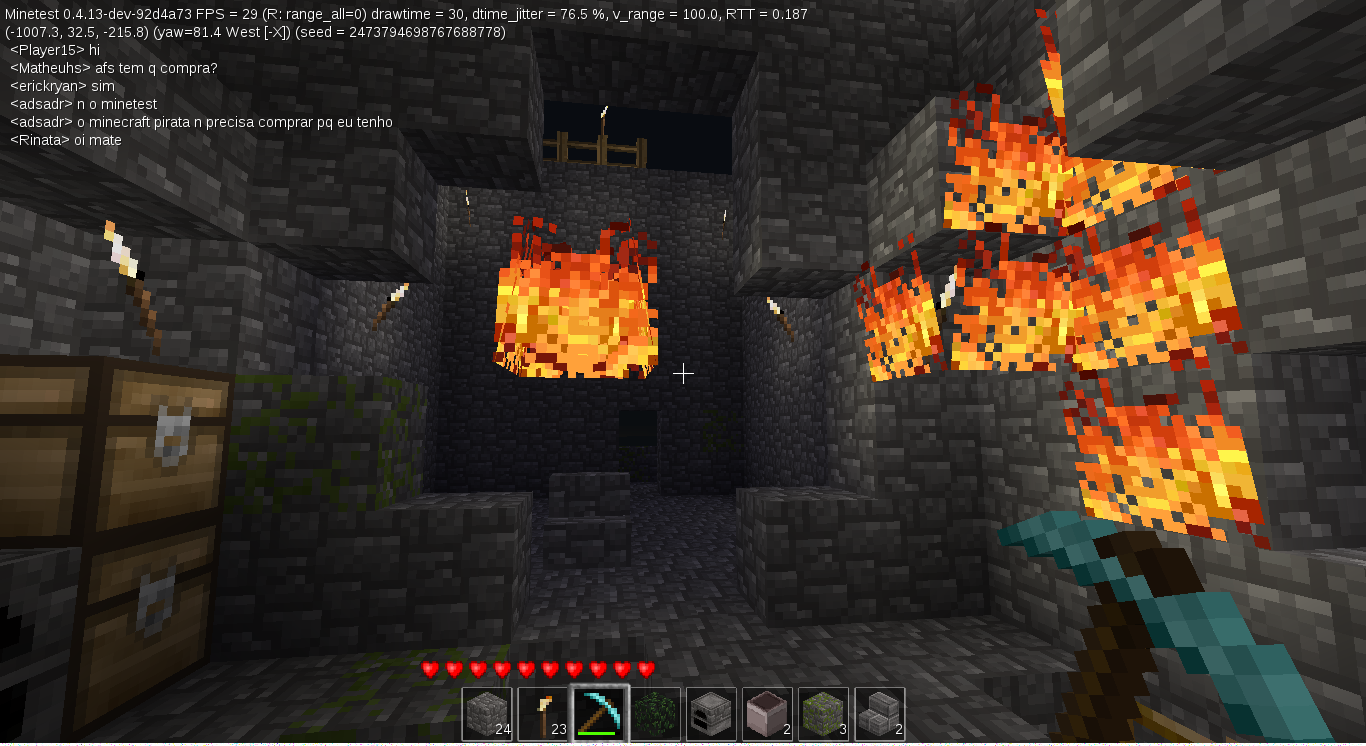 Minetest 0.4.13-dev-92d4a73 FPS = 29 (R: range_all=0) drawtime = 30, dtime_jitter = 76.5 %, v_range = 100.0, RTT = 0.187
(-1007.3, 32.5, -215.8) (yaw=81.4 West [-X]) (seed = 2473794698767688778)
<Player15> hi
<Matheuhs> afs tem q compra?
<erickryan> sim
<adsadr> n o minetest
<adsadr> o minecraft pirata n precisa comprar pq eu tenho
<Rinata> oi mate
24 23 2 3 2